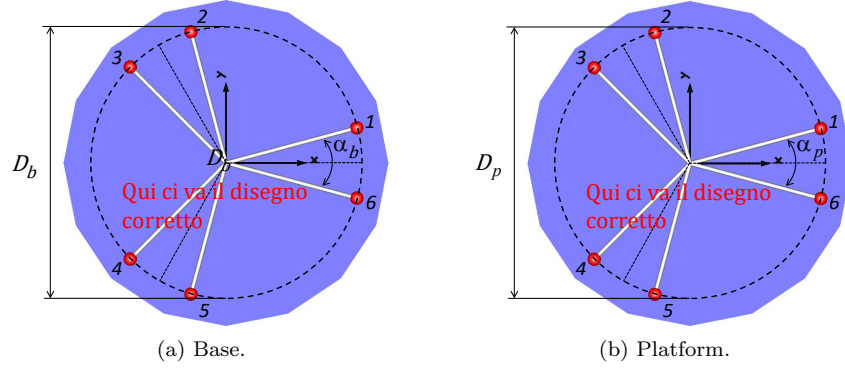 2
3
Y
1
D_b
D_b
x
α_b
Qui ci va il disegno
corretto
6
4
5
(a) Base.
2
3
Y
1
D_p
x
α_p
Qui ci va il disegno
corretto
6
4
5
(b) Platform.